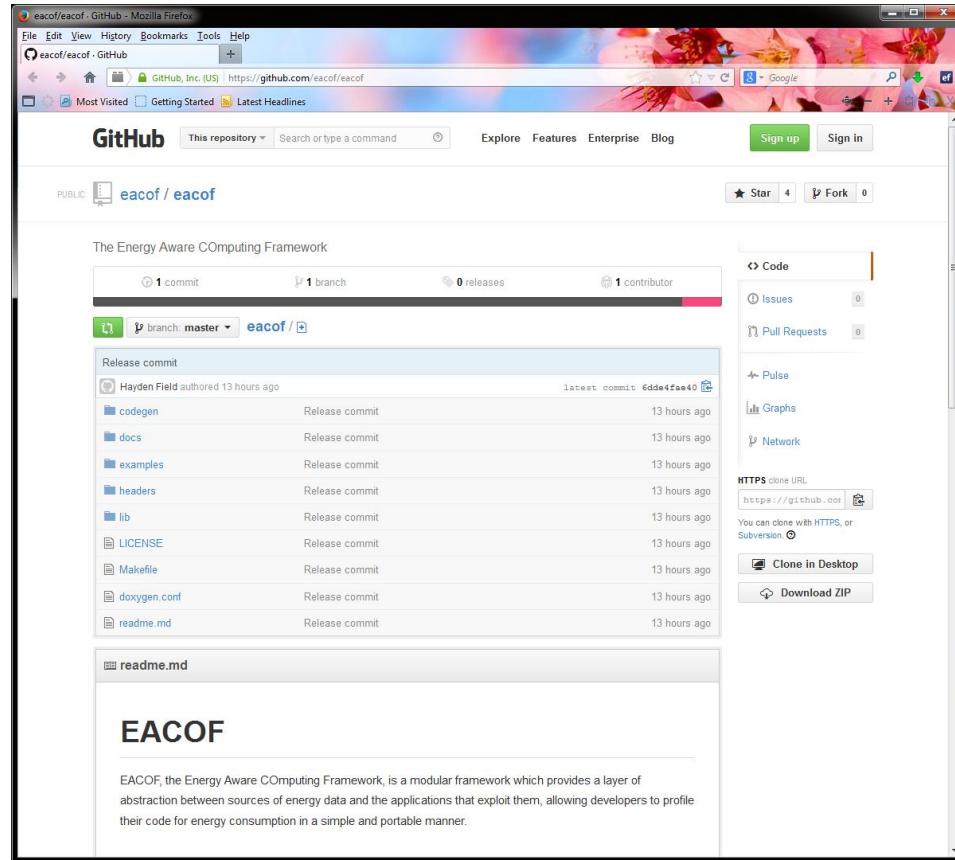 eacof/eacof · GitHub - Mozilla Firefox
File Edit View History Bookmarks Tools Help
eacof/eacof · GitHub
GitHub, Inc. (US) https://github.com/eacof/eacof
Google
Most Visited Getting Started Latest Headlines
GitHub This repository Search or type a command Explore Features Enterprise Blog Sign up Sign in
PUBLIC eacof / eacof Star 4 Fork 0
The Energy Aware COmputing Framework
1 commit 1 branch 0 releases 1 contributor
branch: master eacof /
Release commit
Hayden Field authored 13 hours ago latest commit 6dde4fae40
codegen Release commit 13 hours ago
docs Release commit 13 hours ago
examples Release commit 13 hours ago
headers Release commit 13 hours ago
lib Release commit 13 hours ago
LICENSE Release commit 13 hours ago
Makefile Release commit 13 hours ago
doxygen.conf Release commit 13 hours ago
readme.md Release commit 13 hours ago
Code
Issues 0
Pull Requests 0
Pulse
Graphs
Network
HTTPS clone URL
https://github.com
You can clone with HTTPS, or
Subversion.
Clone in Desktop
Download ZIP
readme.md
EACOF
EACOF, the Energy Aware COmputing Framework, is a modular framework which provides a layer of
abstraction between sources of energy data and the applications that exploit them, allowing developers to profile
their code for energy consumption in a simple and portable manner.